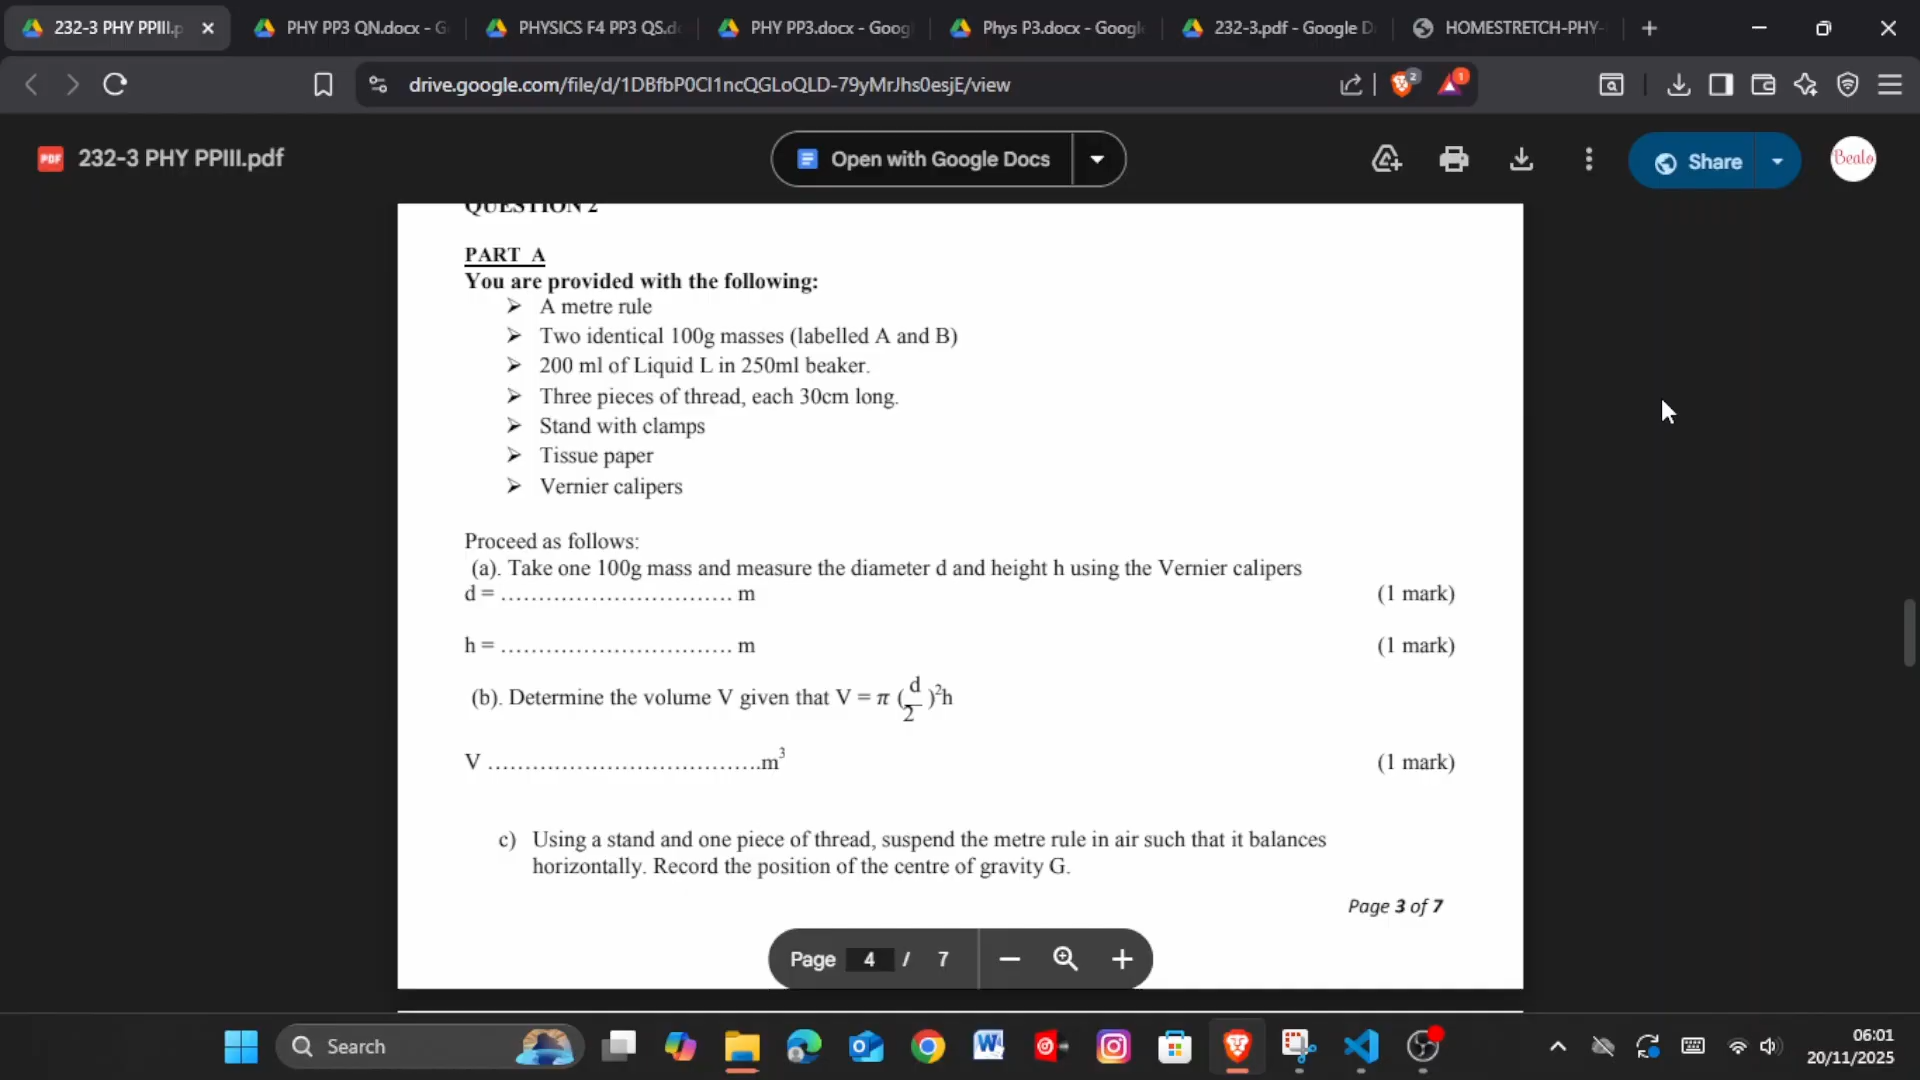 232-3 PHY PPIII.p
PHY PP3 QN.docx - G
PHYSICS F4 PP3 QS.d
PHY PP3.docx - Goog
Phys P3.docx - Googl
232-3.pdf - Google D
HOMESTRETCH-PHY-
drive.google.com/file/d/1DBfbP0Cl1ncQGLoQLD-79yMrJhs0esjE/view
2
1
PDF
232-3 PHY PPIII.pdf
Open with Google Docs
Share
Bealo
QUESTION 2
PART A
You are provided with the following:
➢ A metre rule
➢ Two identical 100g masses (labelled A and B)
➢ 200 ml of Liquid L in 250ml beaker.
➢ Three pieces of thread, each 30cm long.
➢ Stand with clamps
➢ Tissue paper
➢ Vernier calipers
Proceed as follows:
(a). Take one 100g mass and measure the diameter d and height h using the Vernier calipers
d = ………………………… m (1 mark)
h = ………………………… m (1 mark)
(b). Determine the volume V given that V = π (d/2)²h
V ……………………………….m³ (1 mark)
c) Using a stand and one piece of thread, suspend the metre rule in air such that it balances
horizontally. Record the position of the centre of gravity G.
Page 3 of 7
Page 4 / 7
Search
06:01
20/11/2025